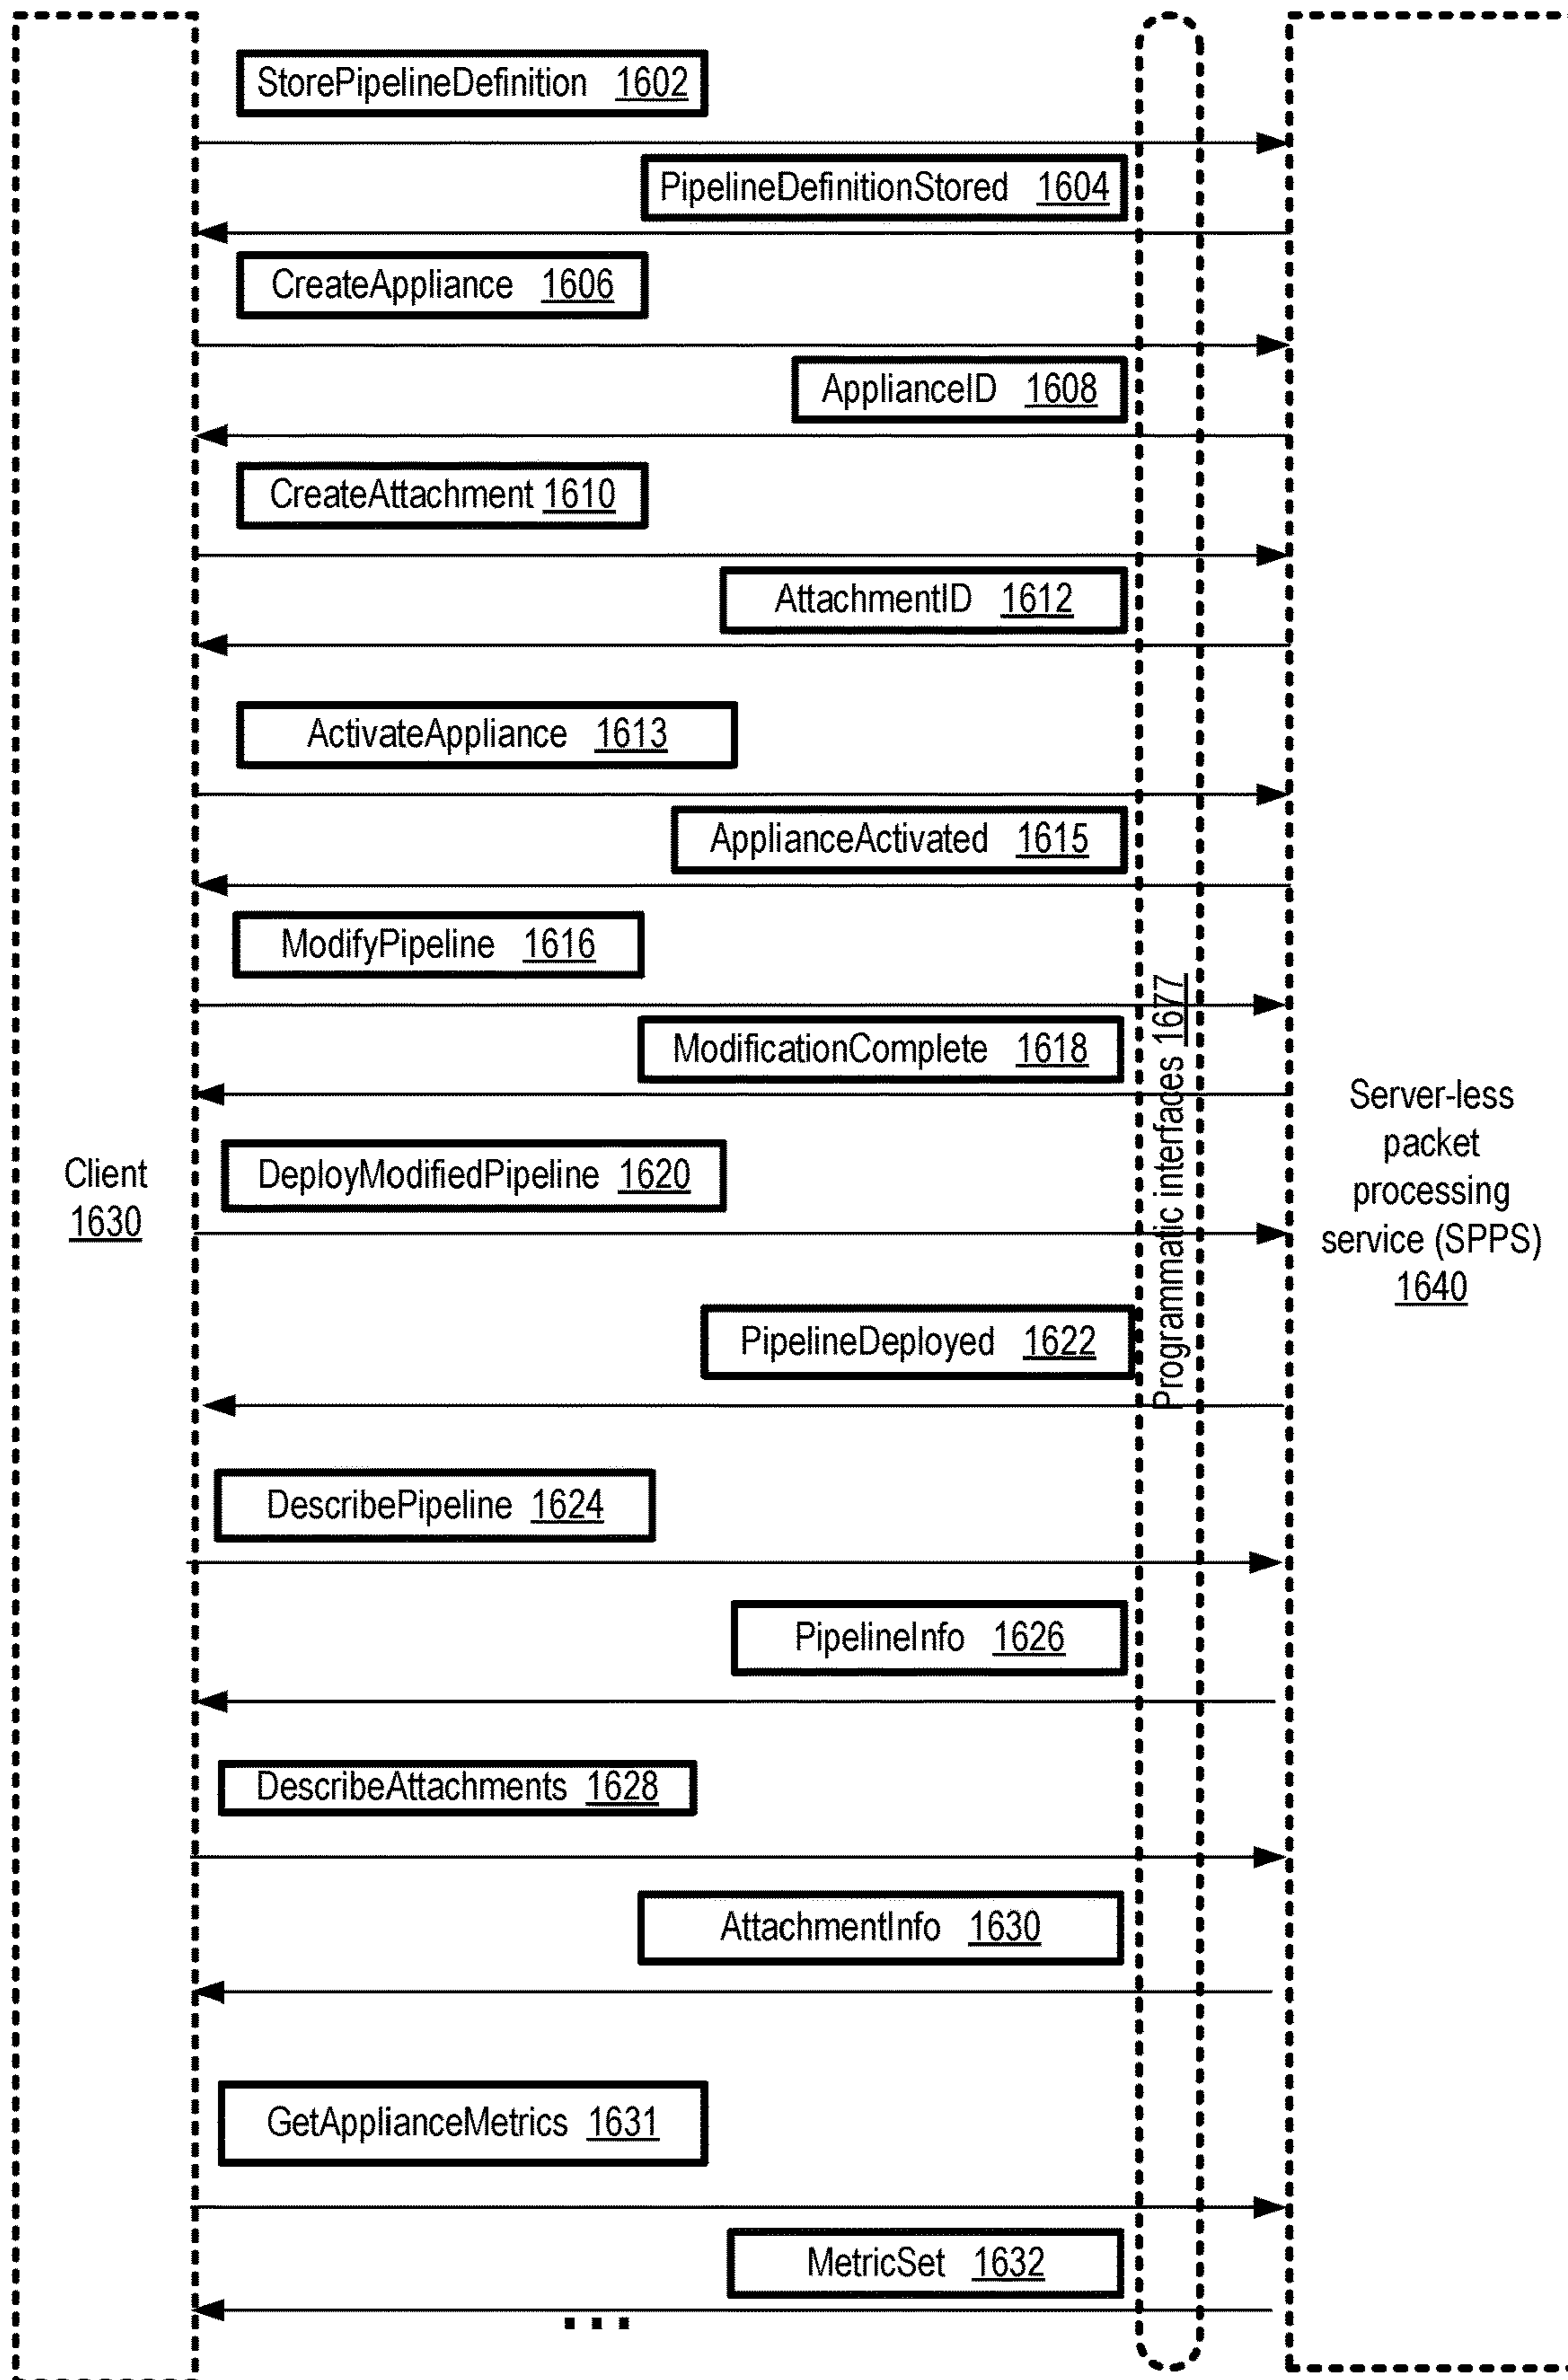 StorePipelineDefinition 1602
PipelineDefinitionStored 1604
CreateAppliance 1606
ApplianceID 1608
CreateAttachment 1610
AttachmentID 1612
ActivateAppliance 1613
ApplianceActivated 1615
ModifyPipeline 1616
ModificationComplete 1618
DeployModifiedPipeline 1620
PipelineDeployed 1622
DescribePipeline 1624
PipelineInfo 1626
DescribeAttachments 1628
AttachmentInfo 1630
GetApplianceMetrics 1631
MetricSet 1632
...
Client
1630
Programmatic interfaces 1677
Server-less
packet
processing
service (SPPS)
1640